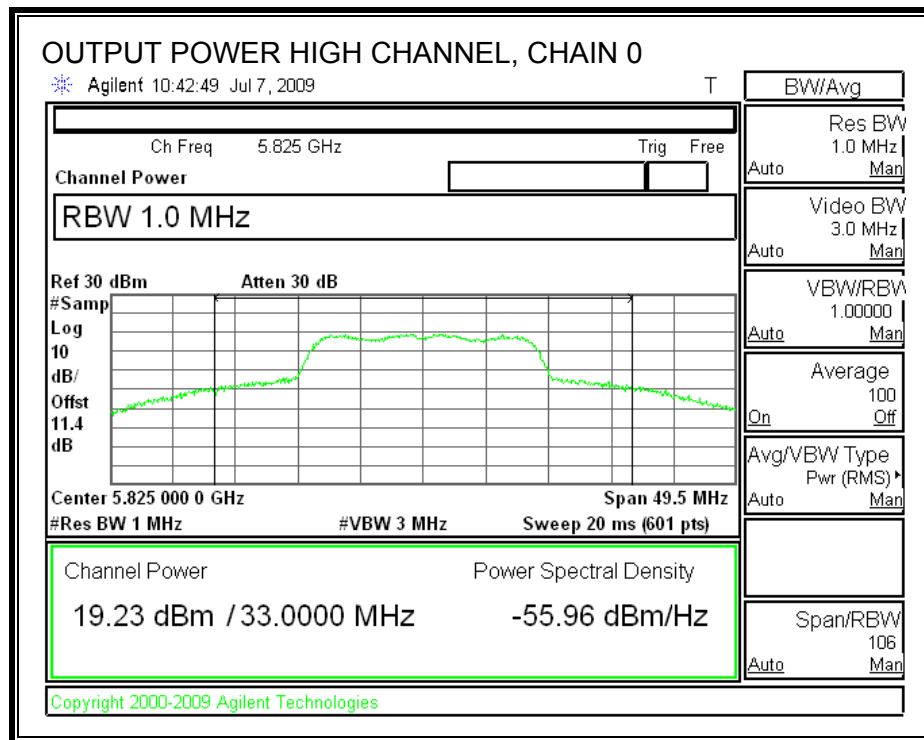 OUTPUT POWER HIGH CHANNEL, CHAIN 0
Agilent 10:42:49 Jul 7, 2009 T
Ch Freq 5.825 GHz Trig Free
Channel Power
RBW 1.0 MHz
Ref 30 dBm Atten 30 dB
#Samp
Log
10
dB/
Offst
11.4
dB
Center 5.825 000 0 GHz Span 49.5 MHz
#Res BW 1 MHz #VBW 3 MHz Sweep 20 ms (601 pts)
Channel Power Power Spectral Density
19.23 dBm / 33.0000 MHz -55.96 dBm/Hz
Copyright 2000-2009 Agilent Technologies
BW/Avg
Res BW
1.0 MHz
Auto Man
Video BW
3.0 MHz
Auto Man
VBW/RBW
1.00000
Auto Man
Average
100
On Off
Avg/VBW Type
Pwr (RMS)
Auto Man
Span/RBW
106
Auto Man